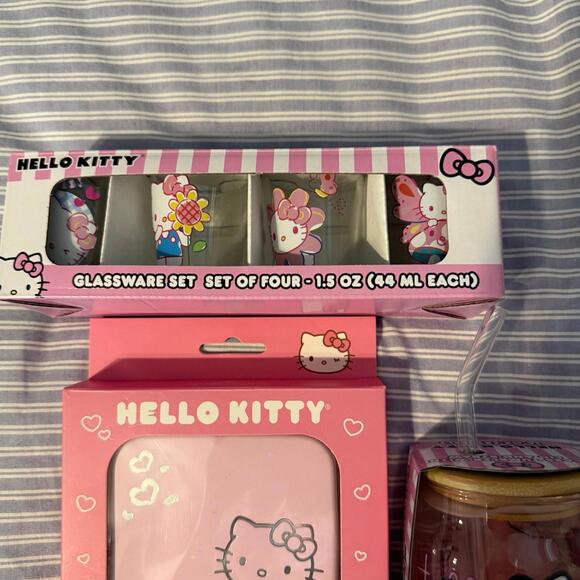 HELLO KITTY
GLASSWARE SET SET OF FOUR - 1.5 OZ (44 ML EACH)
HELLO KITTY®